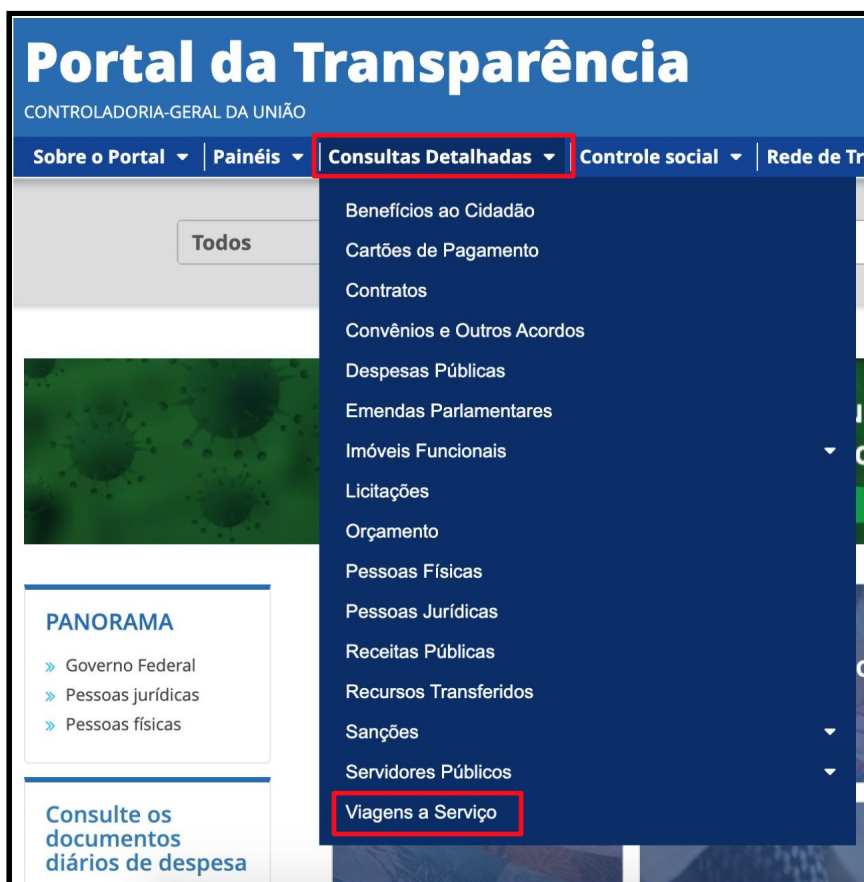 Portal da Transparência
CONTROLADORIA-GERAL DA UNIÃO
Sobre o Portal
Painéis
Consultas Detalhadas
Controle social
Rede de Tr
Todos
Benefícios ao Cidadão
Cartões de Pagamento
Contratos
Convênios e Outros Acordos
Despesas Públicas
Emendas Parlamentares
Imóveis Funcionais
Licitações
Orçamento
Pessoas Físicas
Pessoas Jurídicas
Receitas Públicas
Recursos Transferidos
Sanções
Servidores Públicos
Viagens a Serviço
PANORAMA
» Governo Federal
» Pessoas jurídicas
» Pessoas físicas
Consulte os
documentos
diários de despesa